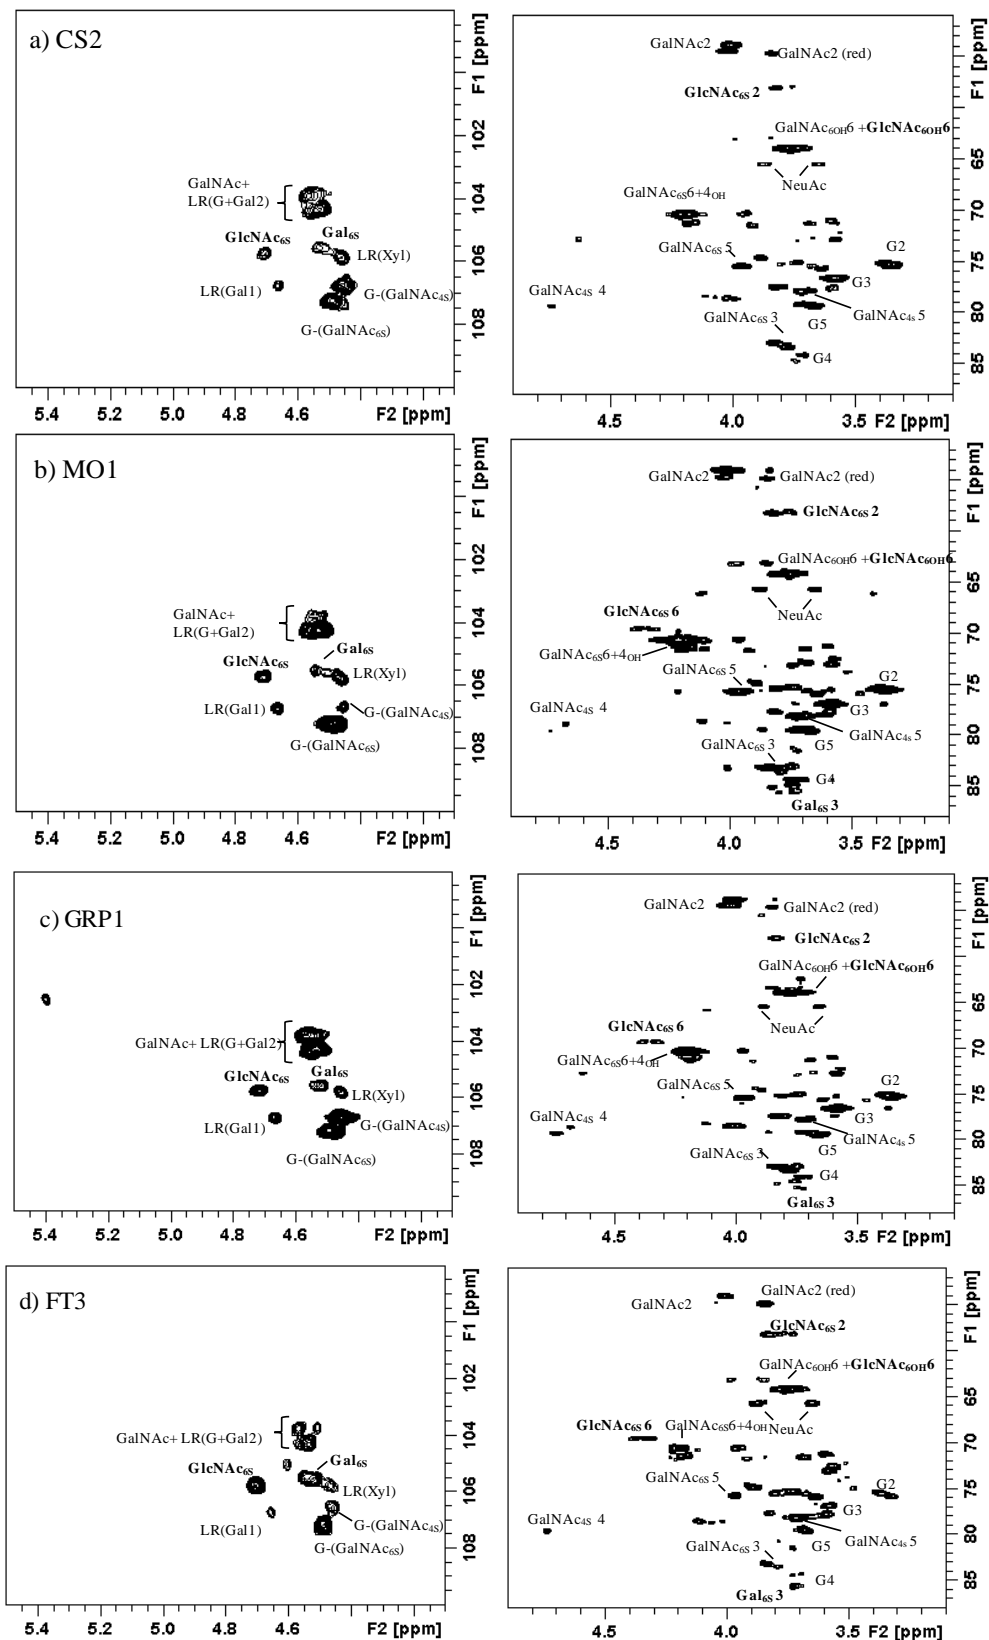 a) CS2
F1 [ppm]
102
104
106
108
GalNAc+
LR(G+Gal2)
GlcNAc6S
Gal6S
LR(Xyl)
LR(Gal1)
G-(GalNAc4S)
G-(GalNAc6S)
5.4 5.2 5.0 4.8 4.6 F2 [ppm]
GalNAc2
GalNAc2 (red)
GlcNAc6S 2
GalNAc6OH6 +GlcNAc6OH6
NeuAc
GalNAc6S6+4OH
GalNAc6S 5
G2
G3
GalNAc4S 4
GalNAc4s 5
GalNAc6S 3
G5
G4
F1 [ppm]
65
70
75
80
85
4.5 4.0 3.5 F2 [ppm]
b) MO1
F1 [ppm]
102
104
106
108
GalNAc+
LR(G+Gal2)
GlcNAc6S
Gal6S
LR(Xyl)
LR(Gal1)
G-(GalNAc4S)
G-(GalNAc6S)
5.4 5.2 5.0 4.8 4.6 F2 [ppm]
GalNAc2
GalNAc2 (red)
GlcNAc6S 2
GalNAc6OH6 +GlcNAc6OH6
NeuAc
GlcNAc6S 6
GalNAc6S6+4OH
GalNAc6S 5
G2
G3
GalNAc4S 4
GalNAc4s 5
GalNAc6S 3
G5
G4
Gal6S 3
F1 [ppm]
65
70
75
80
85
4.5 4.0 3.5 F2 [ppm]
c) GRP1
F1 [ppm]
102
104
106
108
GalNAc+ LR(G+Gal2)
GlcNAc6S
Gal6S
LR(Xyl)
LR(Gal1)
G-(GalNAc4S)
G-(GalNAc6S)
5.4 5.2 5.0 4.8 4.6 F2 [ppm]
GalNAc2
GalNAc2 (red)
GlcNAc6S 2
GalNAc6OH6 +GlcNAc6OH6
NeuAc
GlcNAc6S 6
GalNAc6S6+4OH
GalNAc6S 5
G2
G3
GalNAc4S 4
GalNAc4s 5
GalNAc6S 3
G5
G4
Gal6S 3
F1 [ppm]
65
70
75
80
85
4.5 4.0 3.5 F2 [ppm]
d) FT3
F1 [ppm]
102
104
106
108
GalNAc+ LR(G+Gal2)
GlcNAc6S
Gal6S
LR(Xyl)
LR(Gal1)
G-(GalNAc4S)
G-(GalNAc6S)
5.4 5.2 5.0 4.8 4.6 F2 [ppm]
GalNAc2
GalNAc2 (red)
GlcNAc6S 2
GalNAc6OH6 +GlcNAc6OH6
NeuAc
GlcNAc6S 6
GalNAc6S6+4OH
GalNAc6S 5
G2
G3
GalNAc4S 4
GalNAc4s 5
GalNAc6S 3
G5
G4
Gal6S 3
F1 [ppm]
65
70
75
80
85
4.5 4.0 3.5 F2 [ppm]